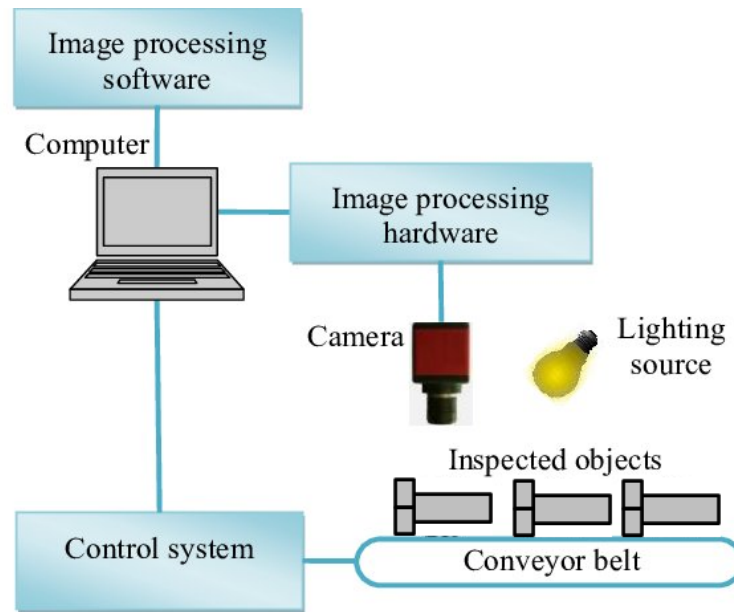 Image processing
software
Computer
Image processing
hardware
Camera
Lighting
source
Inspected objects
Control system
Conveyor belt